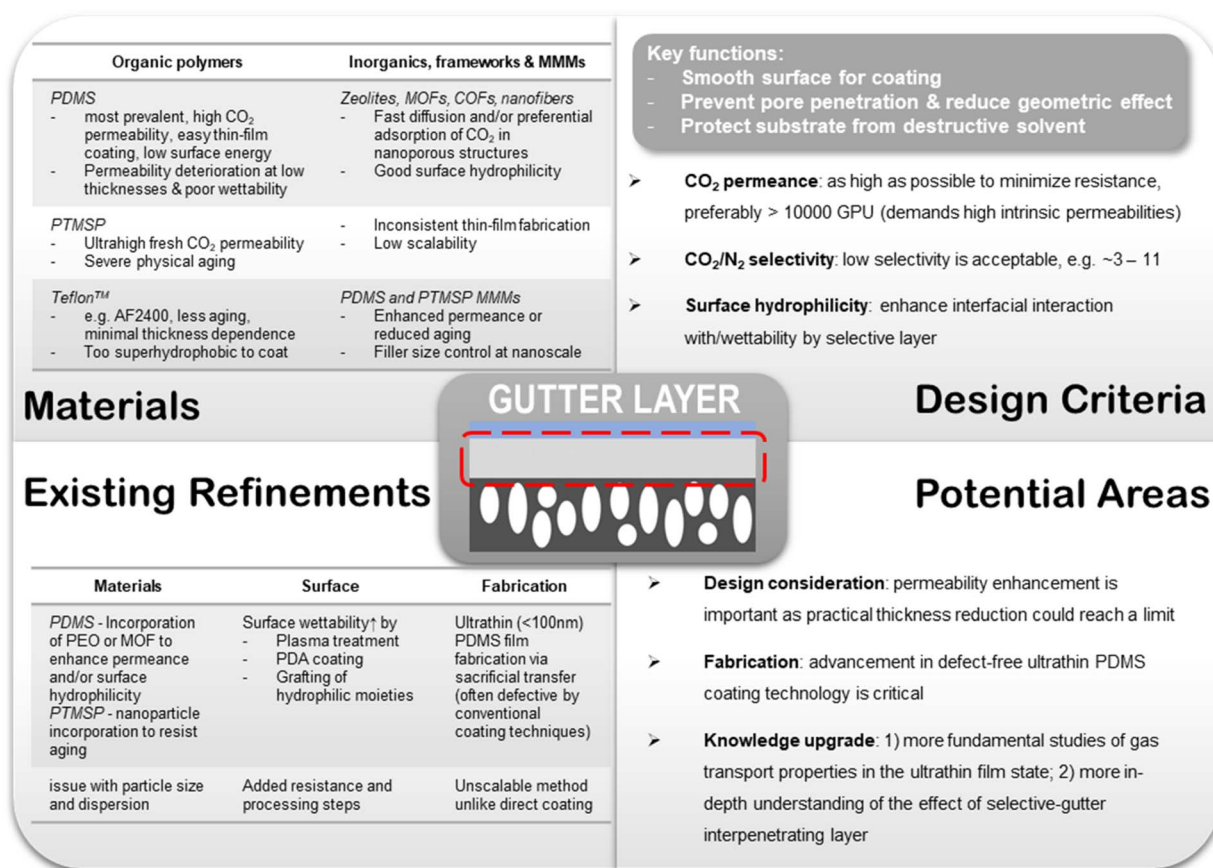 Organic polymers
Inorganics, frameworks & MMMs
PDMS
- most prevalent, high CO₂
permeability, easy thin-film
coating, low surface energy
- Permeability deterioration at low
thicknesses & poor wettability
Zeolites, MOFs, COFs, nanofibers
- Fast diffusion and/or preferential
adsorption of CO₂ in
nanoporous structures
- Good surface hydrophilicity
PTMSP
- Ultrahigh fresh CO₂ permeability
- Severe physical aging
- Inconsistent thin-film fabrication
- Low scalability
Teflon™
- e.g. AF2400, less aging,
minimal thickness dependence
- Too superhydrophobic to coat
PDMS and PTMSP MMMs
- Enhanced permeance or
reduced aging
- Filler size control at nanoscale
Materials
Key functions:
- Smooth surface for coating
- Prevent pore penetration & reduce geometric effect
- Protect substrate from destructive solvent
➢ CO₂ permeance: as high as possible to minimize resistance,
preferably > 10000 GPU (demands high intrinsic permeabilities)
➢ CO₂/N₂ selectivity: low selectivity is acceptable, e.g. ~3 – 11
➢ Surface hydrophilicity: enhance interfacial interaction
with/wettability by selective layer
Design Criteria
GUTTER LAYER
Existing Refinements
Materials
Surface
Fabrication
PDMS - Incorporation
of PEO or MOF to
enhance permeance
and/or surface
hydrophilicity
PTMSP - nanoparticle
incorporation to resist
aging
Surface wettability↑ by
- Plasma treatment
- PDA coating
- Grafting of
hydrophilic moieties
Ultrathin (<100nm)
PDMS film
fabrication via
sacrificial transfer
(often defective by
conventional
coating techniques)
issue with particle size
and dispersion
Added resistance and
processing steps
Unscalable method
unlike direct coating
Potential Areas
➢ Design consideration: permeability enhancement is
important as practical thickness reduction could reach a limit
➢ Fabrication: advancement in defect-free ultrathin PDMS
coating technology is critical
➢ Knowledge upgrade: 1) more fundamental studies of gas
transport properties in the ultrathin film state; 2) more in-
depth understanding of the effect of selective-gutter
interpenetrating layer